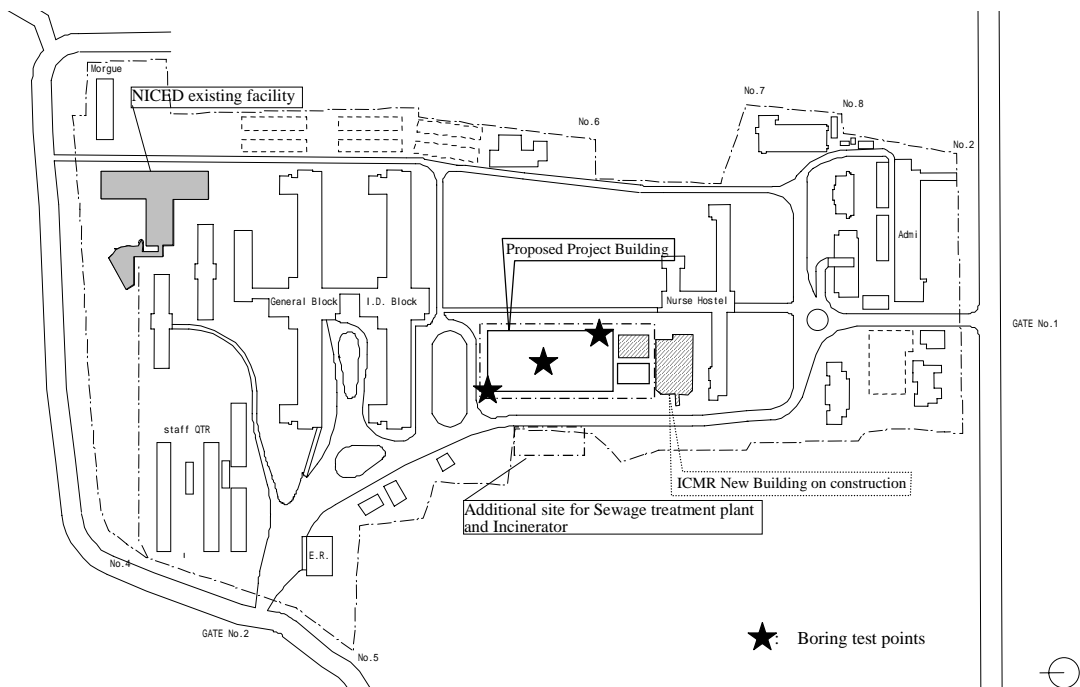 Morgue
NICED existing facility
No.6
No.7
No.8
No.2
Admi
Proposed Project Building
General Block
I.D. Block
Nurse Hostel
GATE No.1
staff QTR
ICMR New Building on construction
Additional site for Sewage treatment plant
and Incinerator
E.R.
No.4
GATE No.2
No.5
: Boring test points